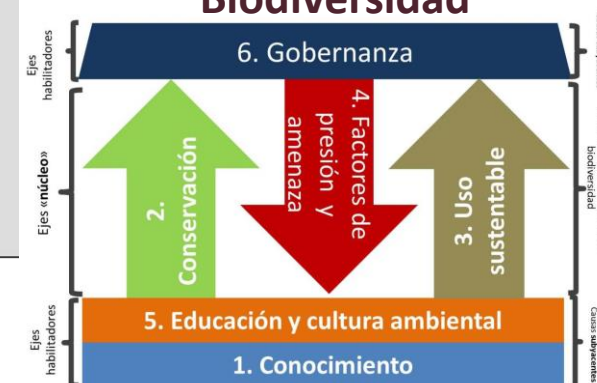 Biodiversidad
Ejes
habilitadores
6. Gobernanza
Ejes «núcleo»
2.
Conservación
4. Factores de
presión y
amenaza
3. Uso
sustentable
biodiversidad
Ejes
habilitadores
5. Educación y cultura ambiental
1. Conocimiento
Causas subyacentes